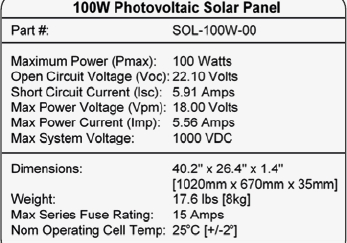 100W Photovoltaic Solar Panel
Part #: SOL-100W-00
Maximum Power (Pmax): 100 Watts
Open Circuit Voltage (Voc): 22.10 Volts
Short Circuit Current (Isc): 5.91 Amps
Max Power Voltage (Vpm): 18.00 Volts
Max Power Current (Imp): 5.56 Amps
Max System Voltage: 1000 VDC
Dimensions: 40.2" x 26.4" x 1.4"
[1020mm x 670mm x 35mm]
Weight: 17.6 lbs [8kg]
Max Series Fuse Rating: 15 Amps
Nom Operating Cell Temp: 25°C [+/-2°]